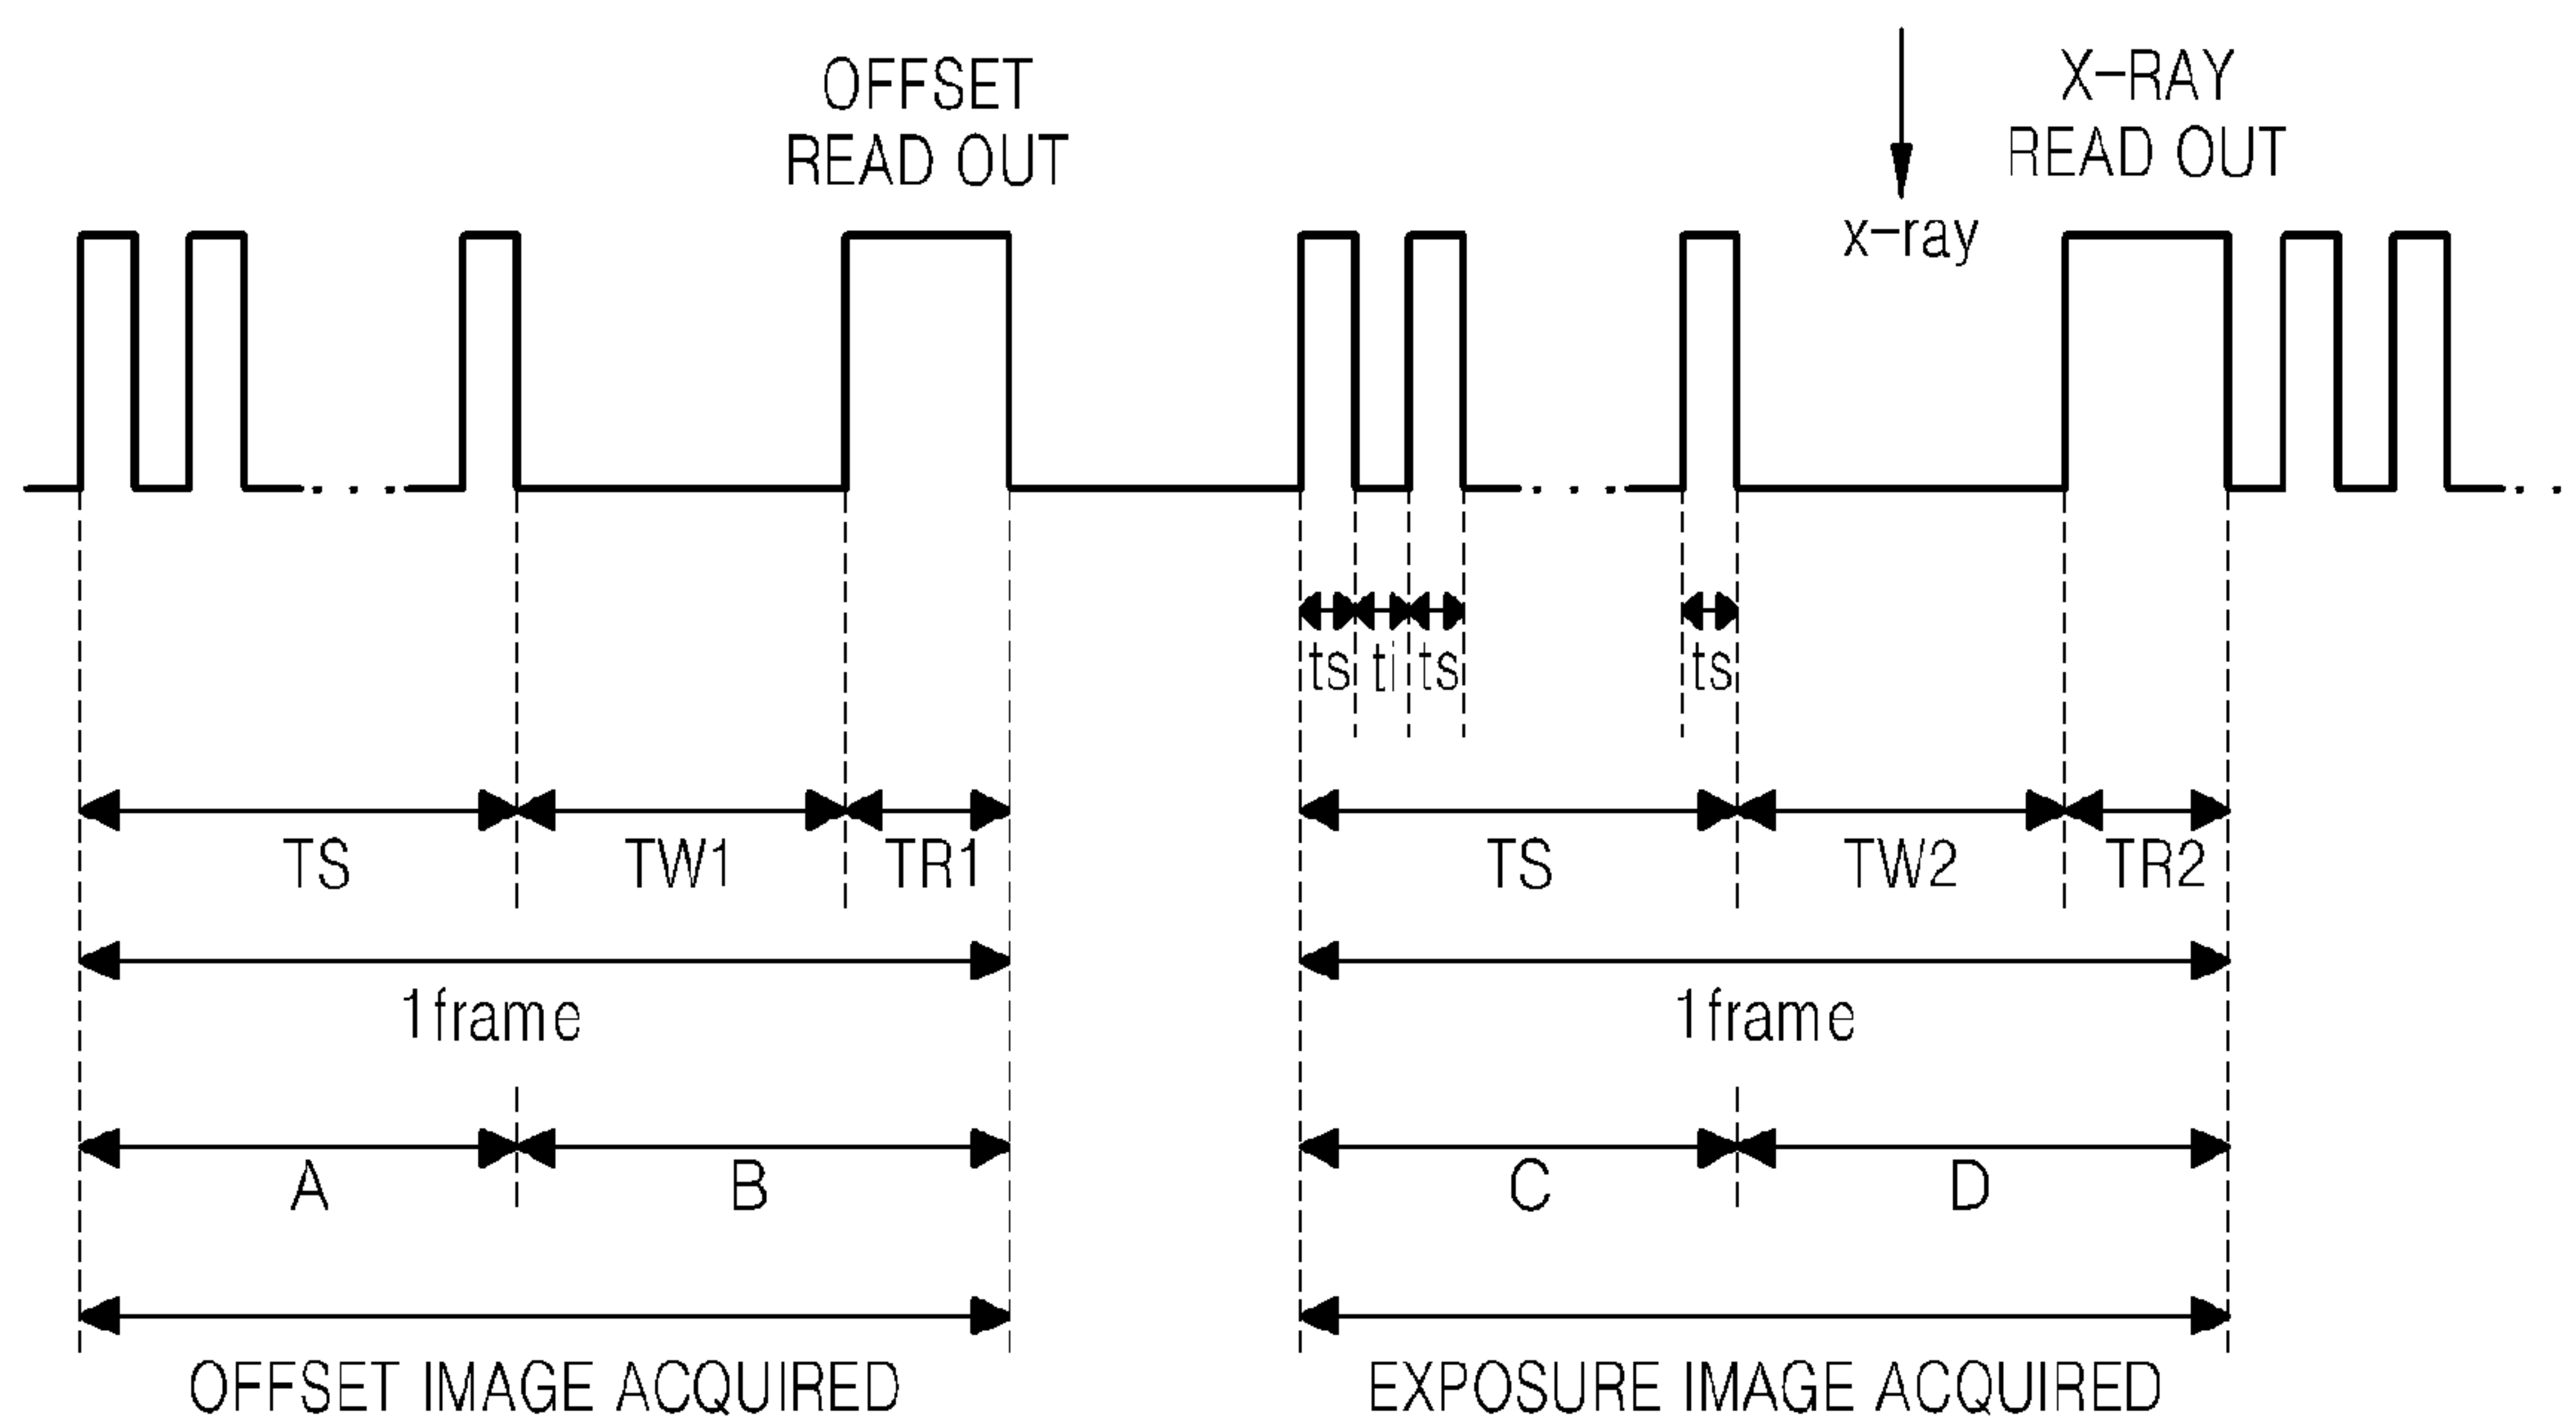 OFFSET
READ OUT
X-RAY
READ OUT
x-ray
. . .
. . .
. .
ts ti ts ts
TS TW1 TR1 TS TW2 TR2
1frame 1frame
A B C D
OFFSET IMAGE ACQUIRED EXPOSURE IMAGE ACQUIRED